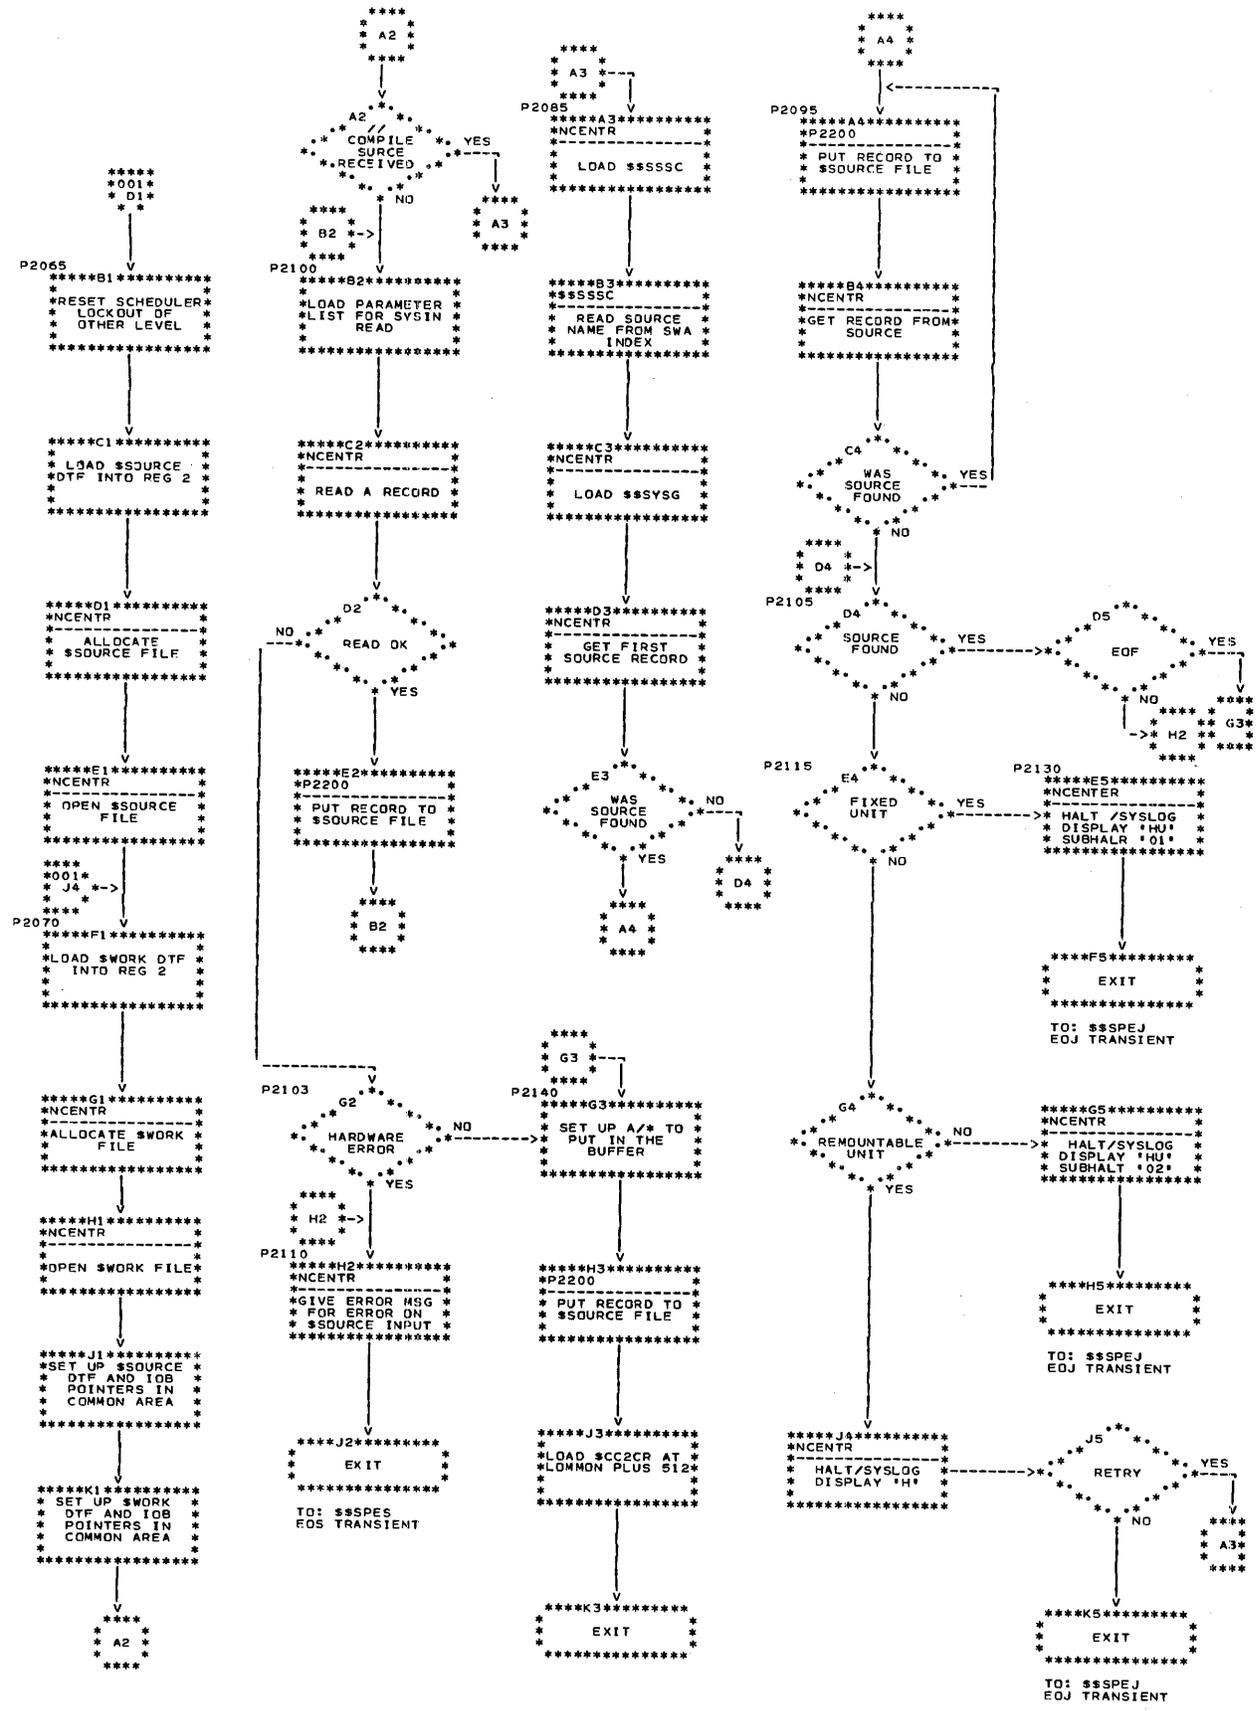 001
D1
P2065
B1
RESET SCHEDULER
LOCKOUT OF
OTHER LEVEL
C1
LOAD $SOURCE
DTF INTO REG 2
D1
NCENTR
ALLOCATE
$SOURCE FILE
E1
NCENTR
OPEN $SOURCE
FILE
001
J4
P2070
F1
LOAD $WORK DTF
INTO REG 2
G1
NCENTR
ALLOCATE $WORK
FILE
H1
NCENTR
OPEN $WORK FILE
J1
SET UP $SOURCE
DTF AND IOB
POINTERS IN
COMMON AREA
K1
SET UP $WORK
DTF AND IOB
POINTERS IN
COMMON AREA
A2
A2
A2
//
COMPILE
SURCE
RECEIVED
YES
A3
NO
B2
P2100
B2
LOAD PARAMETER
LIST FOR SYSIN
READ
C2
NCENTR
READ A RECORD
D2
READ OK
NO
YES
E2
P2200
PUT RECORD TO
$SOURCE FILE
B2
P2103
G2
HARDWARE
ERROR
NO
YES
H2
P2110
H2
NCENTR
GIVE ERROR MSG
FOR ERROR ON
$SOURCE INPUT
J2
EXIT
TO: $$SPES
EOS TRANSIENT
A3
P2085
A3
NCENTR
LOAD $$SSSC
B3
$$SSSC
READ SOURCE
NAME FROM SWA
INDEX
C3
NCENTR
LOAD $$SYSG
D3
NCENTR
GET FIRST
SOURCE RECORD
E3
WAS
SOURCE
FOUND
NO
D4
YES
A4
G3
P2140
G3
SET UP A/* TO
PUT IN THE
BUFFER
H3
P2200
PUT RECORD TO
$SOURCE FILE
J3
LOAD $CC2CR AT
LOMMON PLUS 512
K3
EXIT
A4
P2095
A4
P2200
PUT RECORD TO
$SOURCE FILE
B4
NCENTR
GET RECORD FROM
SOURCE
C4
WAS
SOURCE
FOUND
YES
NO
D4
P2105
D4
SOURCE
FOUND
YES
NO
D5
EOF
YES
G3
NO
H2
P2115
E4
FIXED
UNIT
YES
NO
P2130
E5
NCENTER
HALT /SYSLOG
DISPLAY 'HU'
SUBHALR '01'
F5
EXIT
TO: $$SPEJ
EOJ TRANSIENT
G4
REMOUNTABLE
UNIT
NO
YES
G5
NCENTR
HALT/SYSLOG
DISPLAY 'HU'
SUBHALT '02'
H5
EXIT
TO: $$SPEJ
EOJ TRANSIENT
J4
NCENTR
HALT/SYSLOG
DISPLAY 'H'
J5
RETRY
YES
A3
NO
K5
EXIT
TO: $$SPEJ
EOJ TRANSIENT